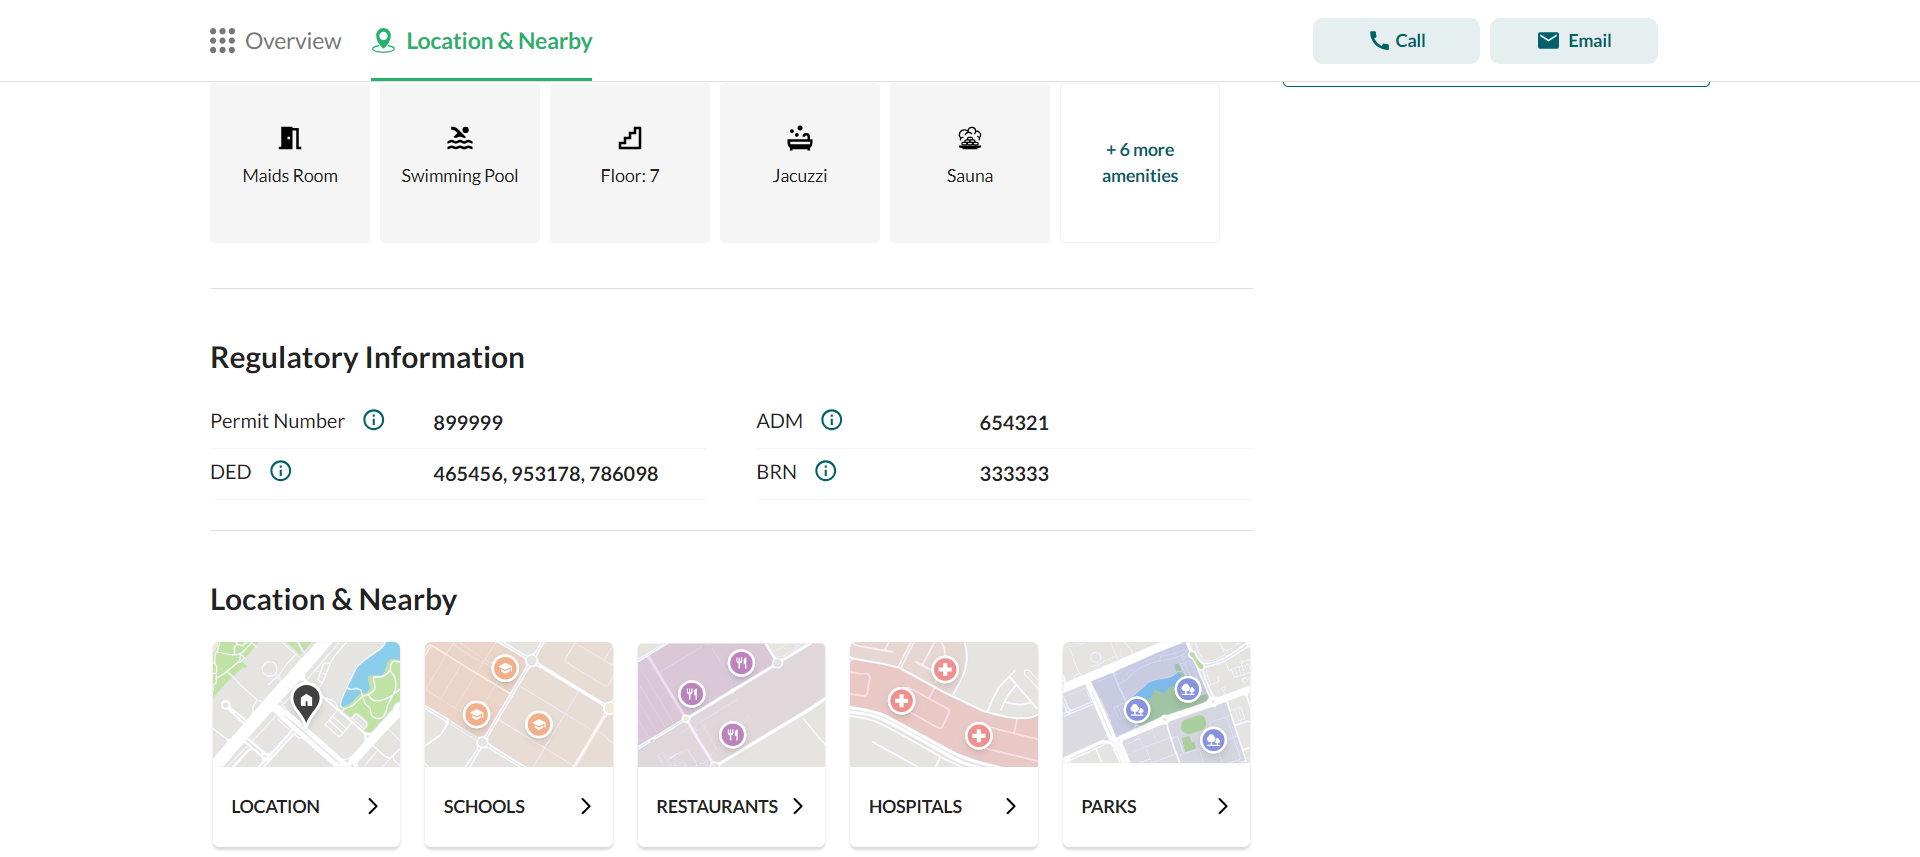 Overview
Location & Nearby
Call
Email
Maids Room
Swimming Pool
Floor: 7
Jacuzzi
Sauna
+ 6 more
amenities
Regulatory Information
Permit Number
899999
ADM
654321
DED
465456, 953178, 786098
BRN
333333
Location & Nearby
LOCATION
SCHOOLS
RESTAURANTS
HOSPITALS
PARKS